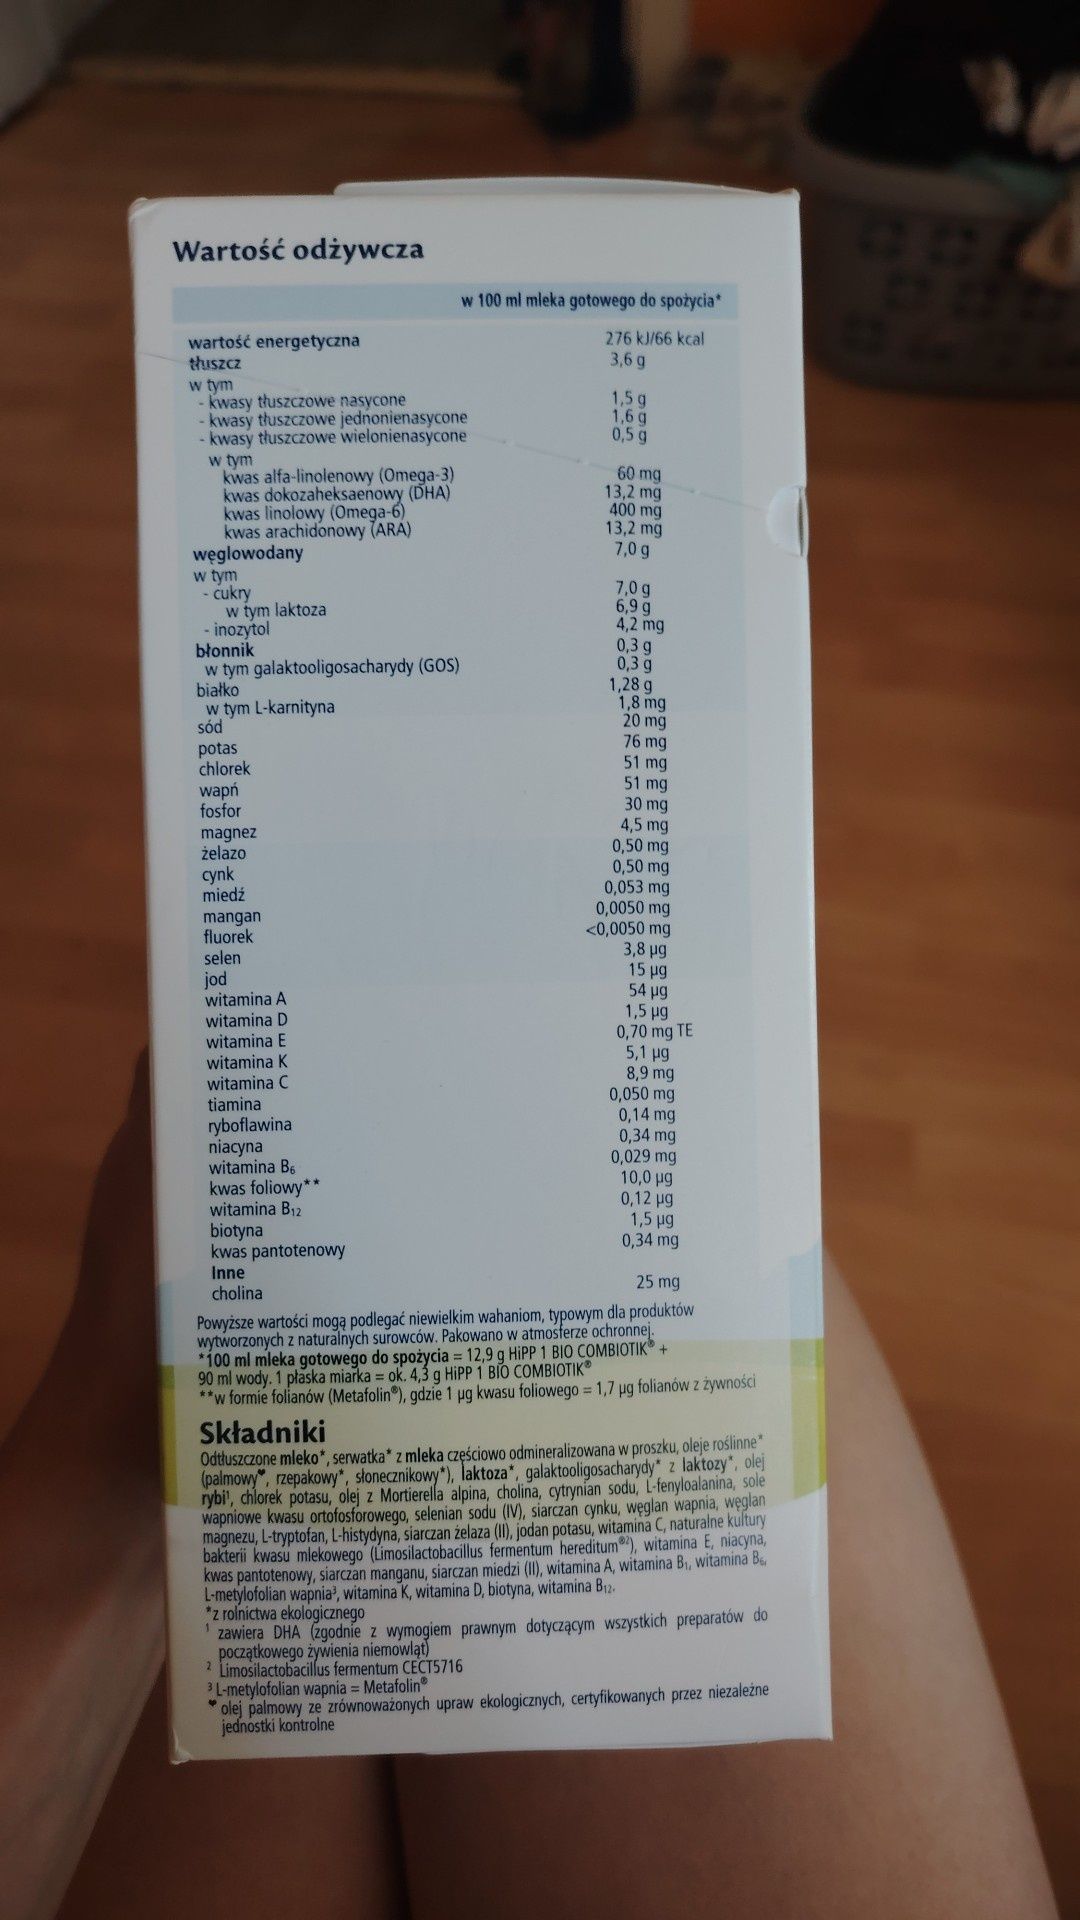 Wartość odżywcza
w 100 ml mleka gotowego do spożycia*
wartość energetyczna 276 kJ/66 kcal
tłuszcz 3,6 g
w tym
- kwasy tłuszczowe nasycone 1,5 g
- kwasy tłuszczowe jednonienasycone 1,6 g
- kwasy tłuszczowe wielonienasycone 0,5 g
w tym
kwas alfa-linolenowy (Omega-3) 60 mg
kwas dokozaheksaenowy (DHA) 13,2 mg
kwas linolowy (Omega-6) 400 mg
kwas arachidonowy (ARA) 13,2 mg
węglowodany 7,0 g
w tym
- cukry 7,0 g
w tym laktoza 6,9 g
- inozytol 4,2 mg
błonnik 0,3 g
w tym galaktooligosacharydy (GOS) 0,3 g
białko 1,28 g
w tym L-karnityna 1,8 mg
sód 20 mg
potas 76 mg
chlorek 51 mg
wapń 51 mg
fosfor 30 mg
magnez 4,5 mg
żelazo 0,50 mg
cynk 0,50 mg
miedź 0,053 mg
mangan 0,0050 mg
fluorek <0,0050 mg
selen 3,8 µg
jod 15 µg
witamina A 54 µg
witamina D 1,5 µg
witamina E 0,70 mg TE
witamina K 5,1 µg
witamina C 8,9 mg
tiamina 0,050 mg
ryboflawina 0,14 mg
niacyna 0,34 mg
witamina B6 0,029 mg
kwas foliowy** 10,0 µg
witamina B12 0,12 µg
biotyna 1,5 µg
kwas pantotenowy 0,34 mg
Inne
cholina 25 mg
Powyższe wartości mogą podlegać niewielkim wahaniom, typowym dla produktów
wytworzonych z naturalnych surowców. Pakowano w atmosferze ochronnej.
*100 ml mleka gotowego do spożycia = 12,9 g HiPP 1 BIO COMBIOTIK® +
90 ml wody. 1 płaska miarka = ok. 4,3 g HiPP 1 BIO COMBIOTIK®
**w formie folianów (Metafolin®), gdzie 1 µg kwasu foliowego = 1,7 µg folianów z żywności
Składniki
Odtłuszczone mleko*, serwatka* z mleka częściowo odmineralizowana w proszku, oleje roślinne*
(palmowy♥, rzepakowy*, słonecznikowy*), laktoza*, galaktooligosacharydy* z laktozy*, olej
rybi¹, chlorek potasu, olej z Mortierella alpina, cholina, cytrynian sodu, L-fenyloalanina, sole
wapniowe kwasu ortofosforowego, selenian sodu (IV), siarczan cynku, węglan wapnia, węglan
magnezu, L-tryptofan, L-histydyna, siarczan żelaza (II), jodan potasu, witamina C, naturalne kultury
bakterii kwasu mlekowego (Limosilactobacillus fermentum hereditum®²), witamina E, niacyna,
kwas pantotenowy, siarczan manganu, siarczan miedzi (II), witamina A, witamina B1, witamina B6,
L-metylofolian wapnia³, witamina K, witamina D, biotyna, witamina B12.
*z rolnictwa ekologicznego
¹ zawiera DHA (zgodnie z wymogiem prawnym dotyczącym wszystkich preparatów do
początkowego żywienia niemowląt)
² Limosilactobacillus fermentum CECT5716
³ L-metylofolian wapnia = Metafolin®
♥ olej palmowy ze zrównoważonych upraw ekologicznych, certyfikowanych przez niezależne
jednostki kontrolne